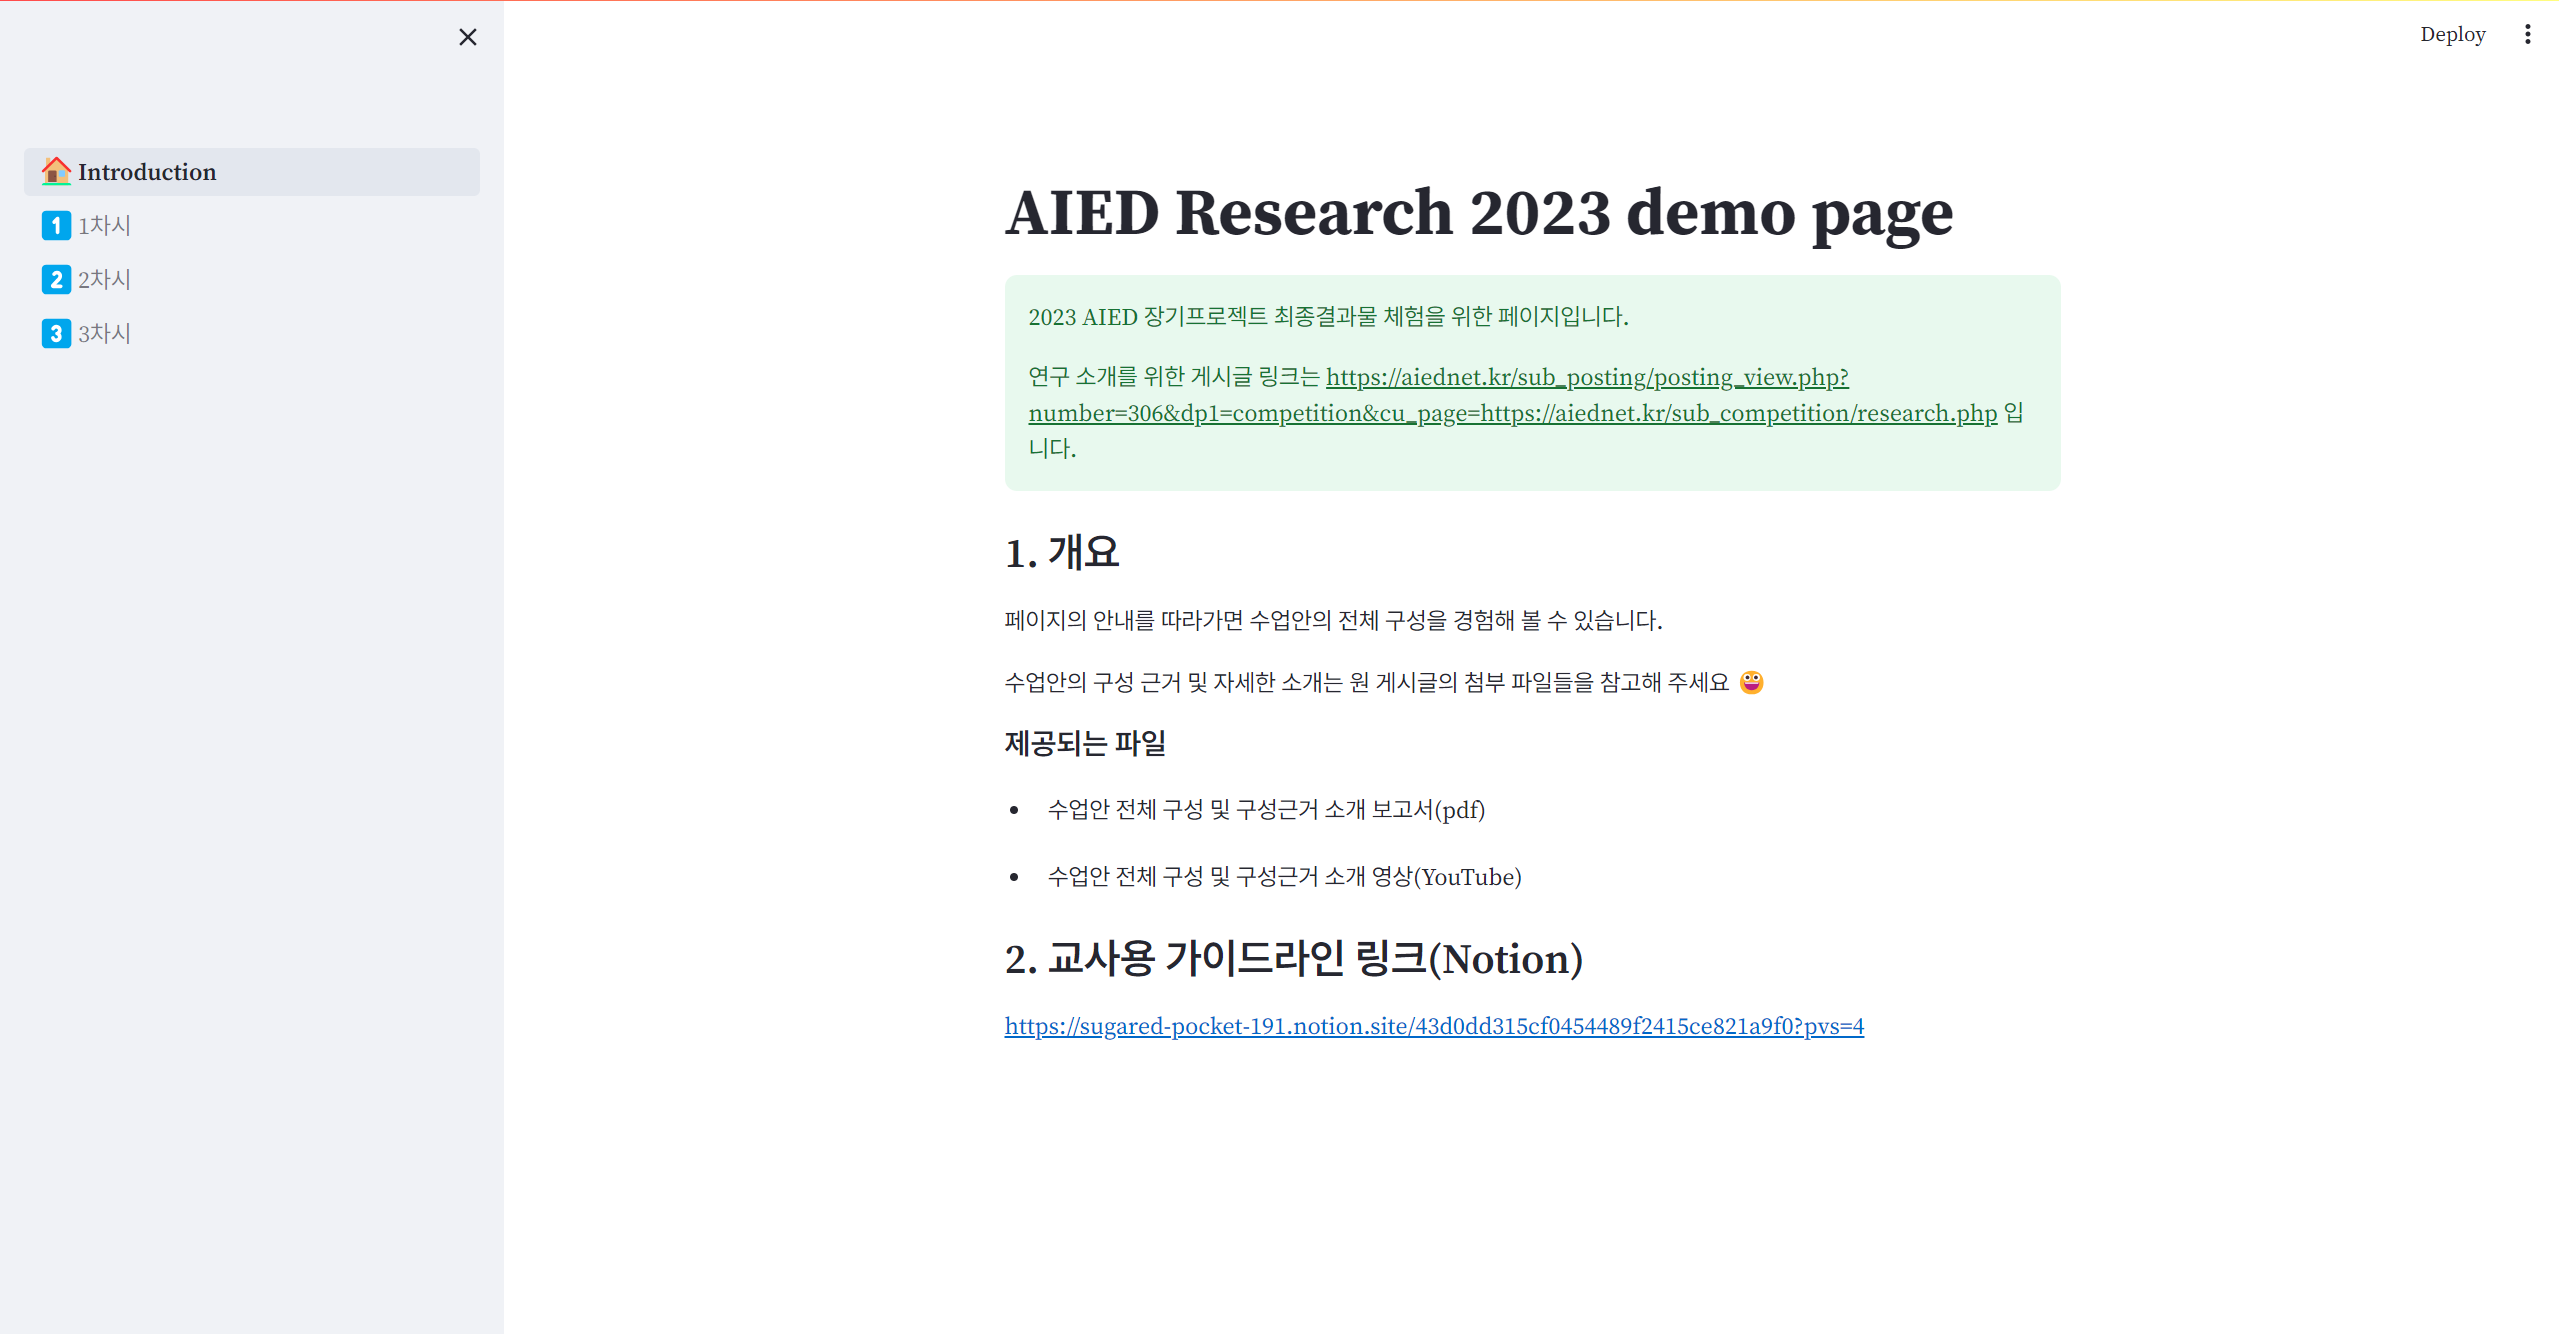 Deploy
Introduction
1 1차시
2 2차시
3 3차시
AIED Research 2023 demo page
2023 AIED 장기프로젝트 최종결과물 체험을 위한 페이지입니다.
연구 소개를 위한 게시글 링크는 https://aiednet.kr/sub_posting/posting_view.php?
number=306&dp1=competition&cu_page=https://aiednet.kr/sub_competition/research.php 입
니다.
1. 개요
페이지의 안내를 따라가면 수업안의 전체 구성을 경험해 볼 수 있습니다.
수업안의 구성 근거 및 자세한 소개는 원 게시글의 첨부 파일들을 참고해 주세요 😀
제공되는 파일
• 수업안 전체 구성 및 구성근거 소개 보고서(pdf)
• 수업안 전체 구성 및 구성근거 소개 영상(YouTube)
2. 교사용 가이드라인 링크(Notion)
https://sugared-pocket-191.notion.site/43d0dd315cf0454489f2415ce821a9f0?pvs=4